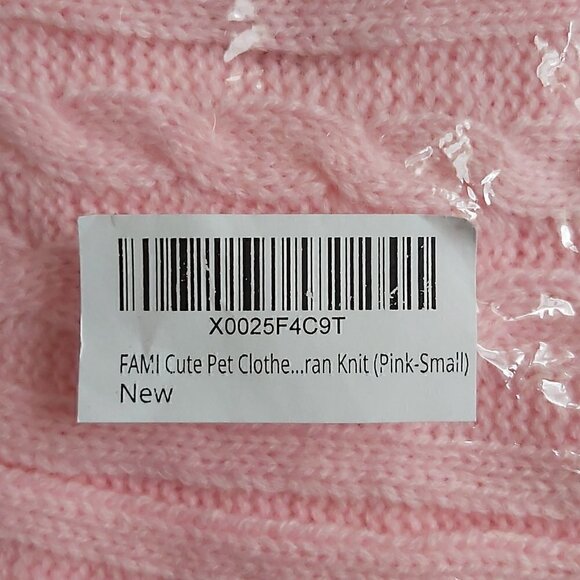 X0025F4C9T
FAMI Cute Pet Clothe...ran Knit (Pink-Small)
New